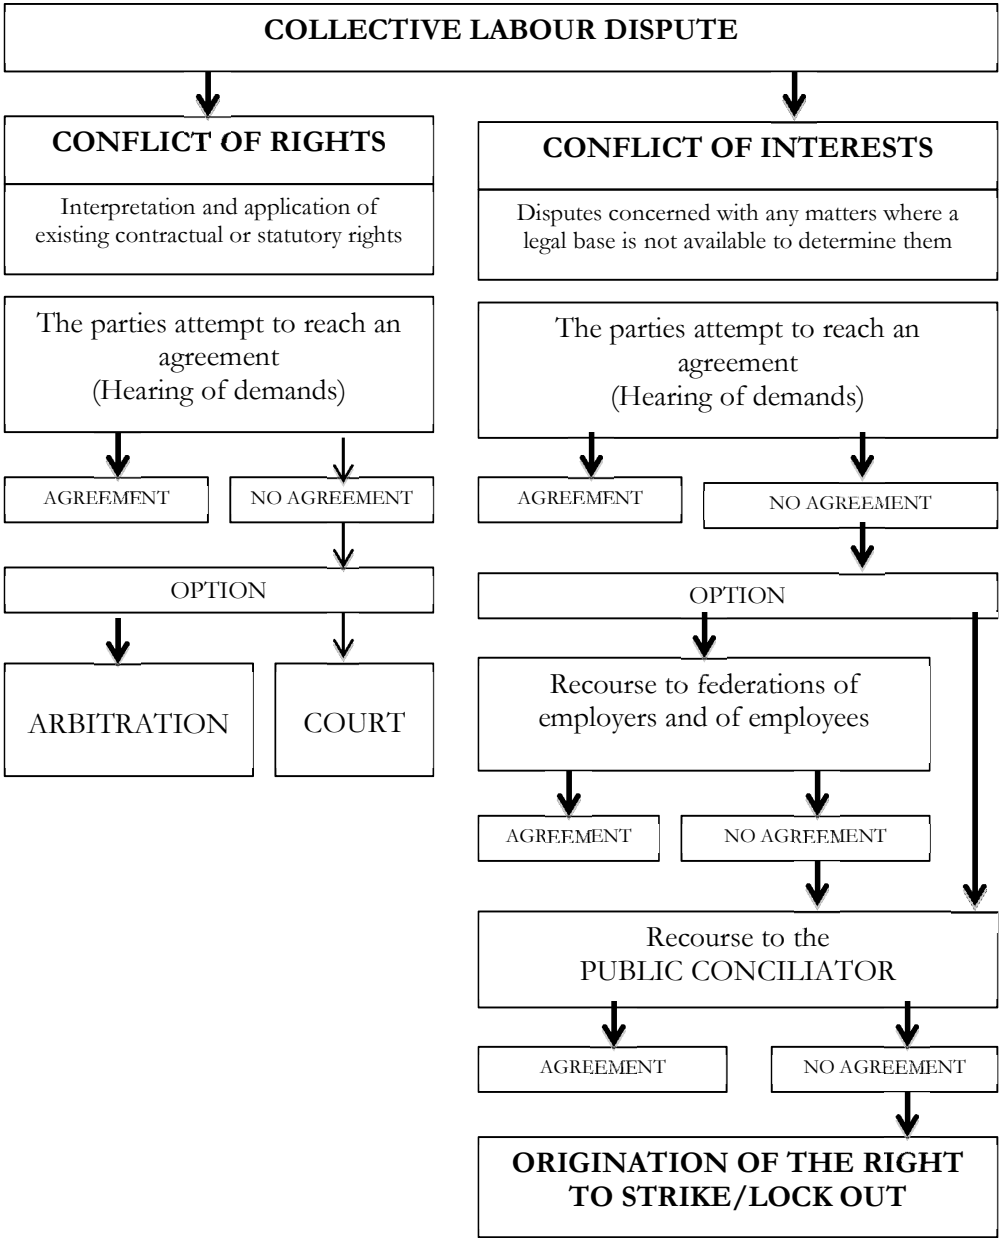 COLLECTIVE LABOUR DISPUTE
CONFLICT OF RIGHTS
Interpretation and application of
existing contractual or statutory rights
The parties attempt to reach an
agreement
(Hearing of demands)
AGREEMENT
NO AGREEMENT
OPTION
ARBITRATION
COURT
CONFLICT OF INTERESTS
Disputes concerned with any matters where a
legal base is not available to determine them
The parties attempt to reach an
agreement
(Hearing of demands)
AGREEMENT
NO AGREEMENT
OPTION
Recourse to federations of
employers and of employees
AGREEMENT
NO AGREEMENT
Recourse to the
PUBLIC CONCILIATOR
AGREEMENT
NO AGREEMENT
ORIGINATION OF THE RIGHT
TO STRIKE/LOCK OUT